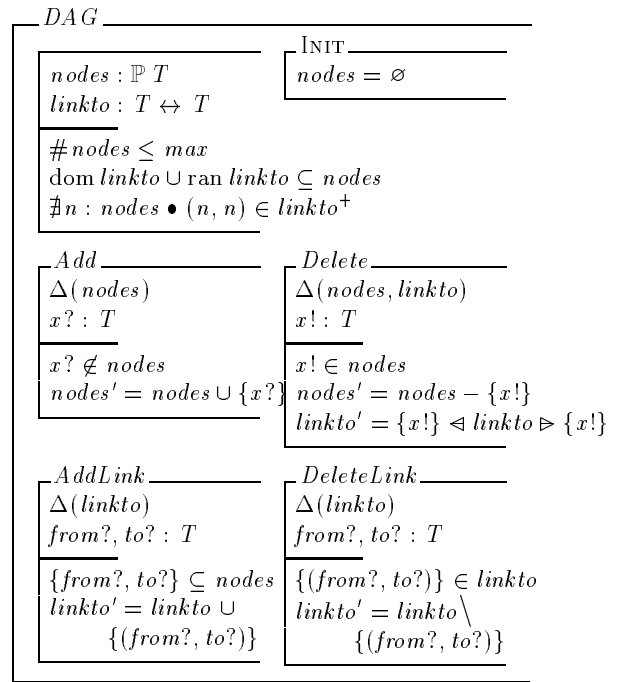 DAG
nodes : ℙ T
linkto : T ↔ T
# nodes ≤ max
dom linkto ∪ ran linkto ⊆ nodes
∄ n : nodes • (n, n) ∈ linkto⁺
INIT
nodes = ∅
Add
Δ(nodes)
x? : T
x? ∉ nodes
nodes′ = nodes ∪ {x?}
Delete
Δ(nodes, linkto)
x! : T
x! ∈ nodes
nodes′ = nodes − {x!}
linkto′ = {x!} ⩤ linkto ⩥ {x!}
AddLink
Δ(linkto)
from?, to? : T
{from?, to?} ⊆ nodes
linkto′ = linkto ∪
{(from?, to?)}
DeleteLink
Δ(linkto)
from?, to? : T
{(from?, to?)} ∈ linkto
linkto′ = linkto \
{(from?, to?)}